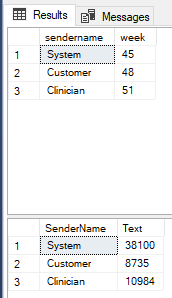 Results Messages
sendername week
1 System 45
2 Customer 48
3 Clinician 51
SenderName Text
1 System 38100
2 Customer 8735
3 Clinician 10984